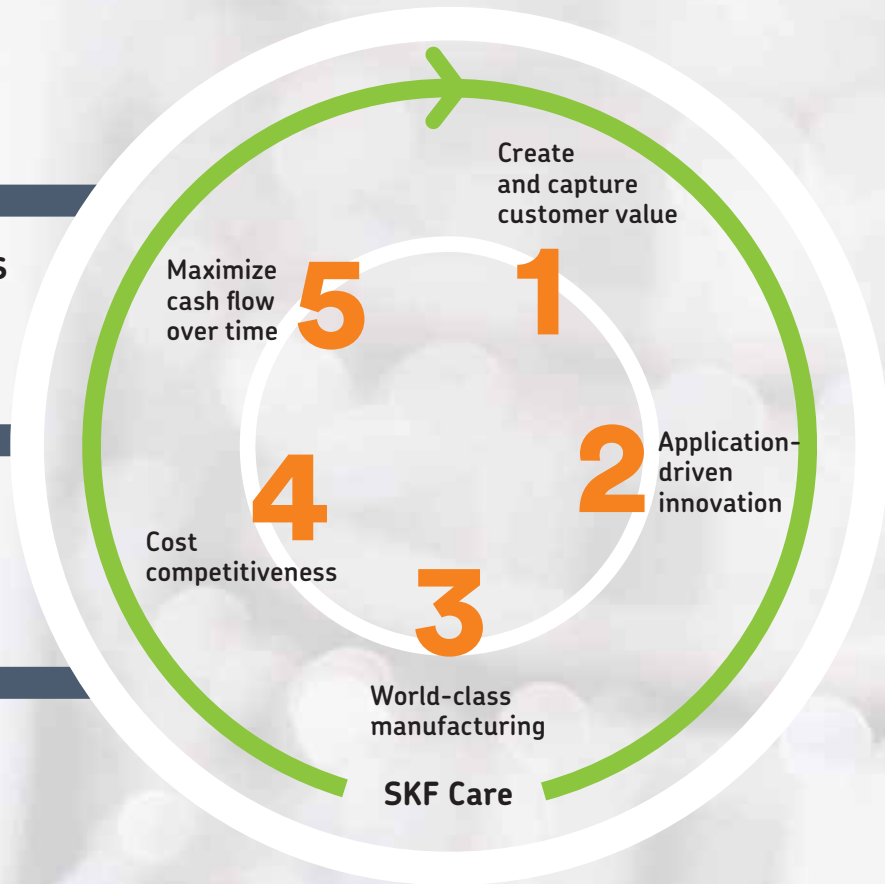 Create
and capture
customer value
1
S
Maximize
cash flow
over time
5
2
Application-
driven
innovation
4
Cost
competitiveness
3
World-class
manufacturing
SKF Care